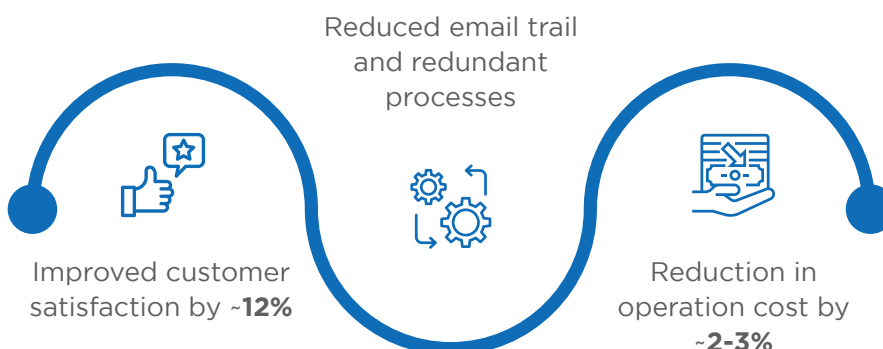 Reduced email trail
and redundant
processes
Improved customer
satisfaction by ~12%
Reduction in
operation cost by
~2-3%